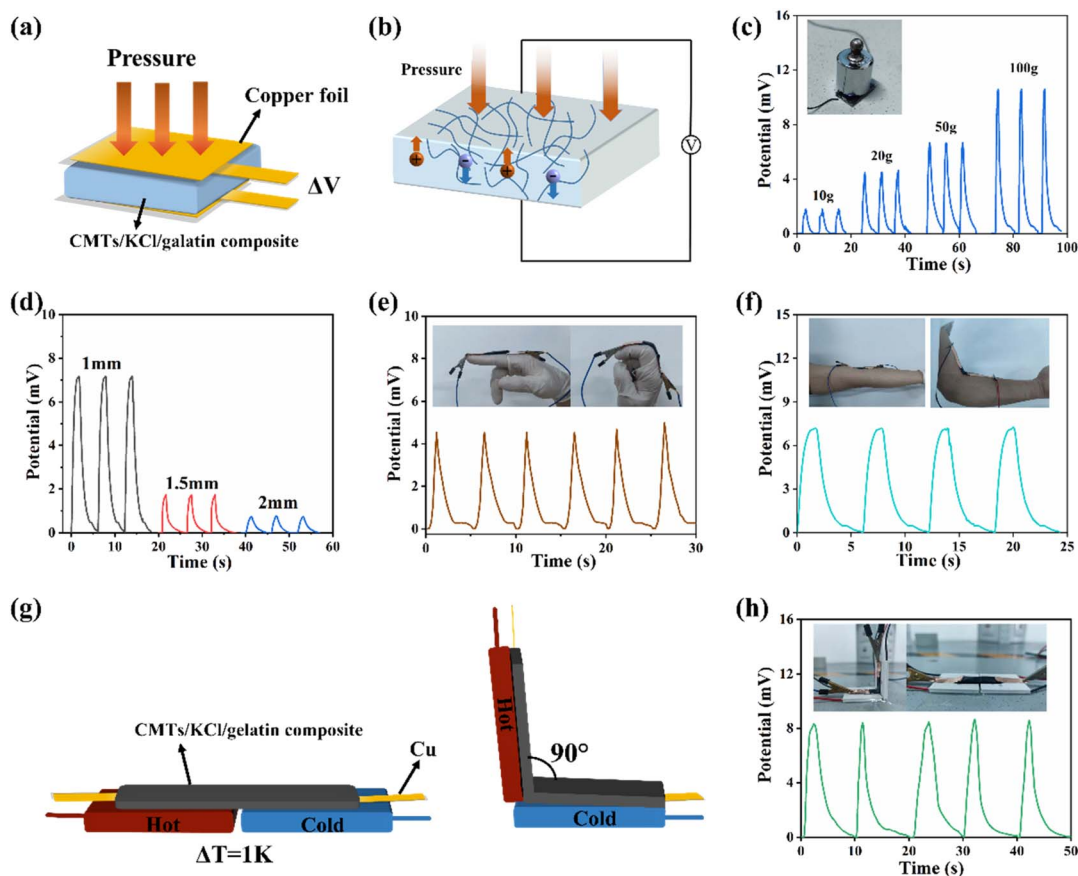 (a)
Pressure
Copper foil
ΔV
CMTs/KCl/galatin composite
(b)
Pressure
+
-
+
-
V
(c)
Potential (mV)
16
12
8
4
0
10g
20g
50g
100g
0 20 40 60 80 100
Time (s)
(d)
Potential (mV)
10
8
6
4
2
0
1mm
1.5mm
2mm
0 10 20 30 40 50 60
Time (s)
(e)
Potential (mV)
10
8
6
4
2
0
0 5 10 15 20 25 30
Time (s)
(f)
Potential (mV)
15
12
9
6
3
0
0 5 10 15 20 25
Time (s)
(g)
CMTs/KCl/gelatin composite
Cu
Hot
Cold
ΔT=1K
Hot
90°
Cold
(h)
Potential (mV)
16
12
8
4
0
0 10 20 30 40 50
Time (s)